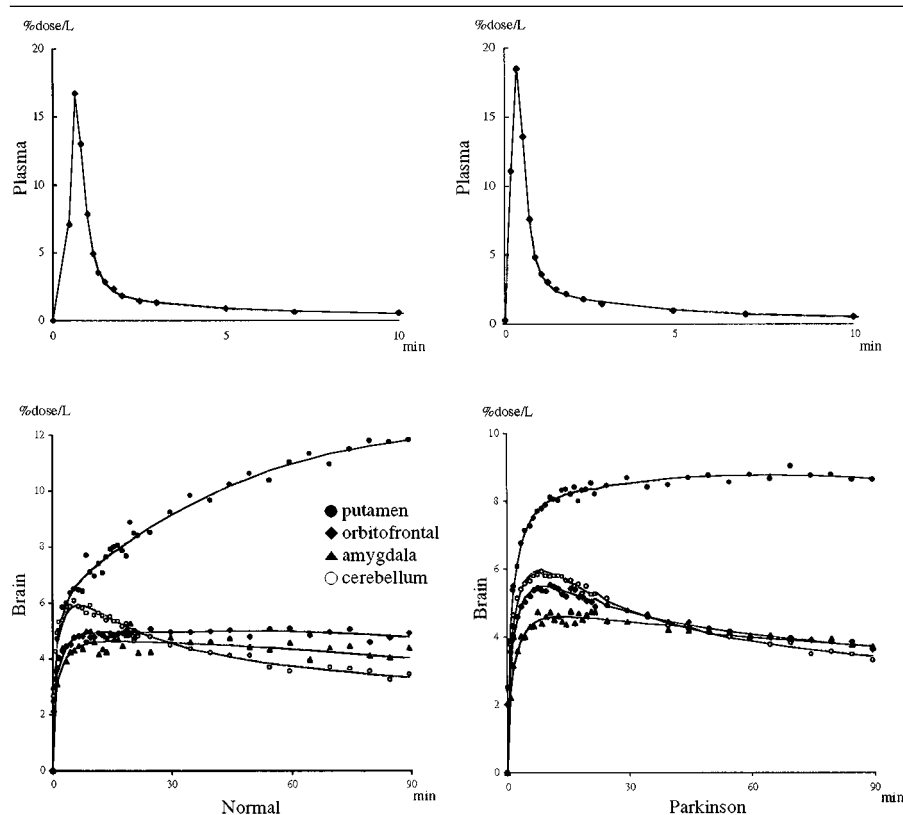 %dose/L
20
15
10
5
0
Plasma
0 5 10
min
%dose/L
20
15
10
5
0
Plasma
0 5 10
min
%dose/L
12
10
8
6
4
2
0
Brain
putamen
orbitofrontal
amygdala
cerebellum
0 30 60 90
min
Normal
%dose/L
10
8
6
4
2
0
Brain
0 30 60 90
min
Parkinson